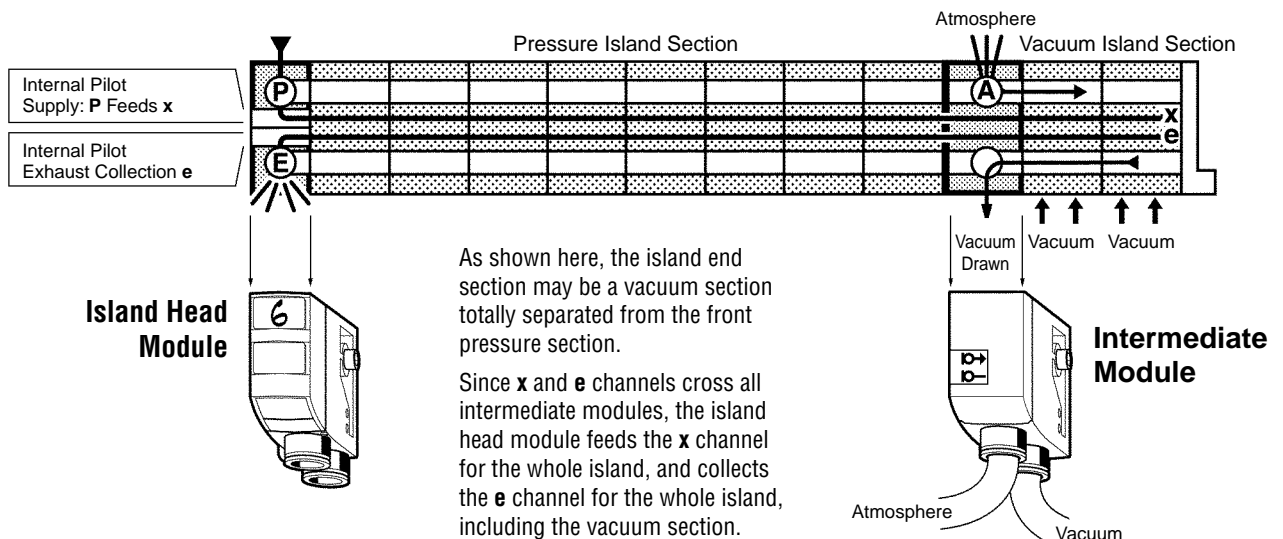 Atmosphere
Pressure Island Section
Vacuum Island Section
Internal Pilot
Supply: P Feeds x
P
A
x
e
Internal Pilot
Exhaust Collection e
E
Vacuum
Drawn
Vacuum
Vacuum
As shown here, the island end
section may be a vacuum section
totally separated from the front
pressure section.
Since x and e channels cross all
intermediate modules, the island
head module feeds the x channel
for the whole island, and collects
the e channel for the whole island,
including the vacuum section.
Island Head
Module
6
Intermediate
Module
Atmosphere
Vacuum